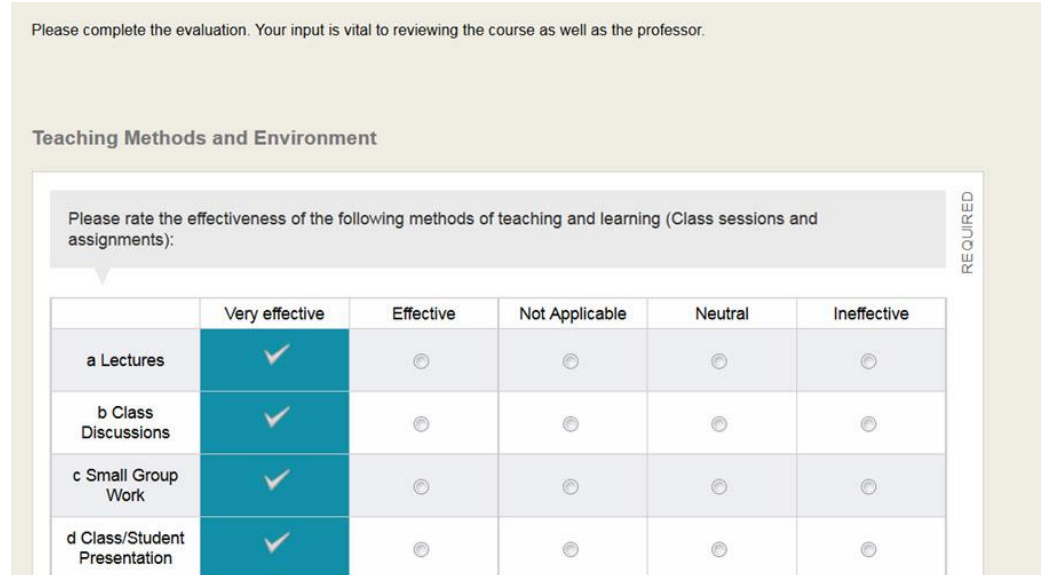 Please complete the evaluation. Your input is vital to reviewing the course as well as the professor.
Teaching Methods and Environment
Please rate the effectiveness of the following methods of teaching and learning (Class sessions and
assignments):
REQUIRED
Very effective Effective Not Applicable Neutral Ineffective
a Lectures
b Class
Discussions
c Small Group
Work
d Class/Student
Presentation